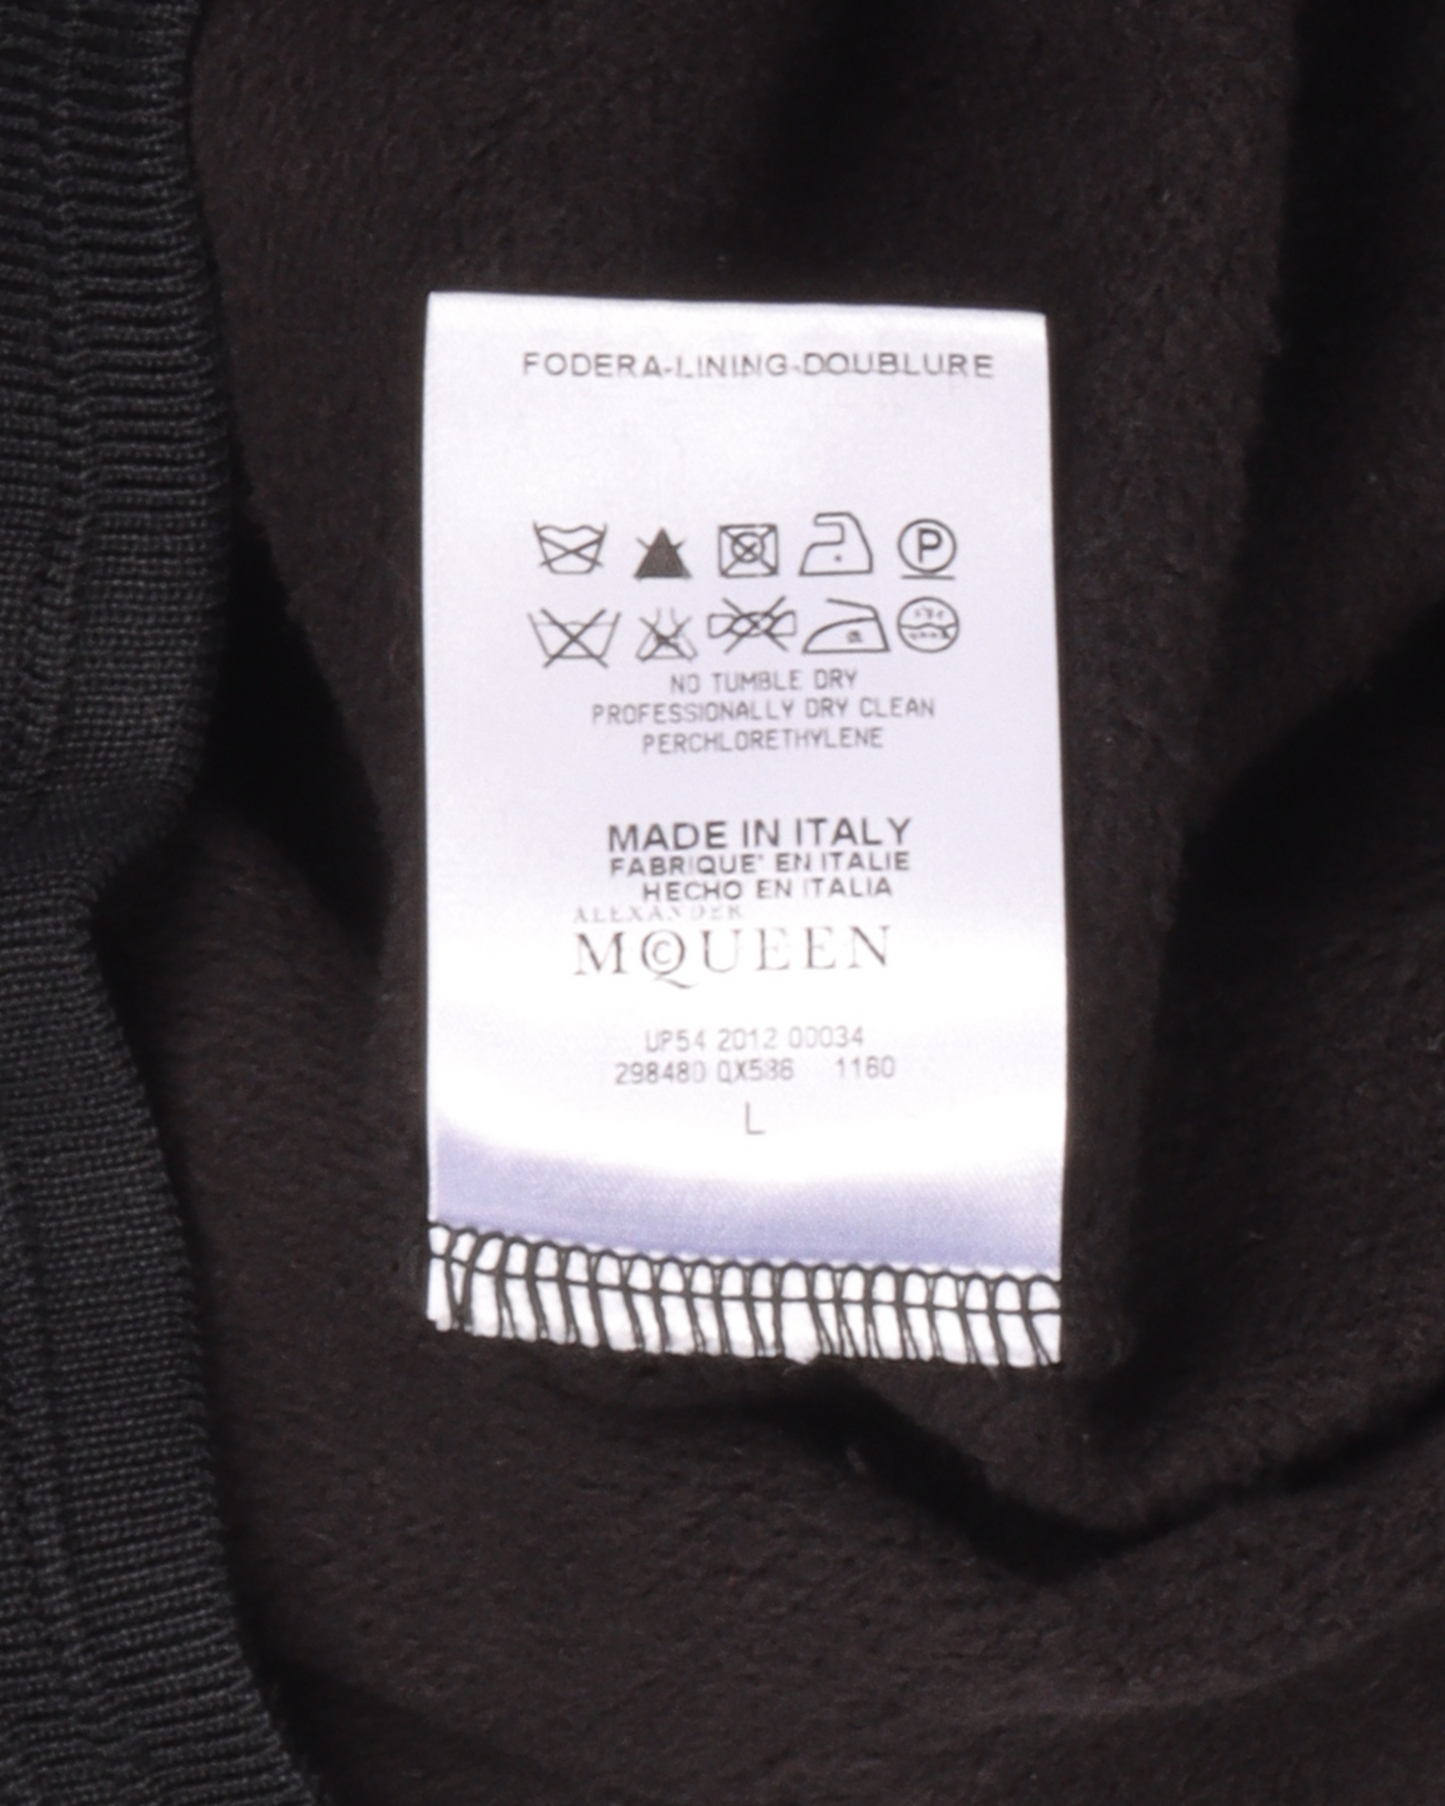 FODERA-LINING-DOUBLURE
P
NO TUMBLE DRY
PROFESSIONALLY DRY CLEAN
PERCHLORETHYLENE
MADE IN ITALY
FABRIQUE' EN ITALIE
HECHO EN ITALIA
ALEXANDER
MCQUEEN
UP54 2012 00034
298480 QX536 1160
L